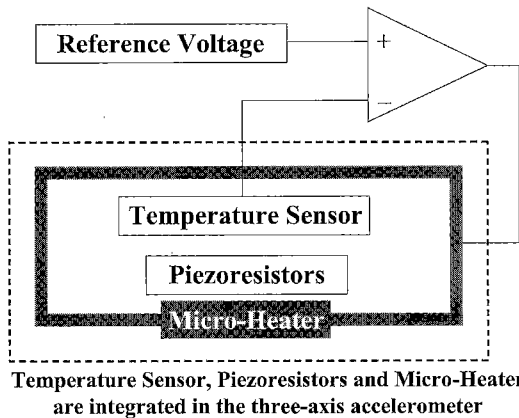 Reference Voltage
+
−
Temperature Sensor
Piezoresistors
Micro-Heater
Temperature Sensor, Piezoresistors and Micro-Heater
are integrated in the three-axis accelerometer